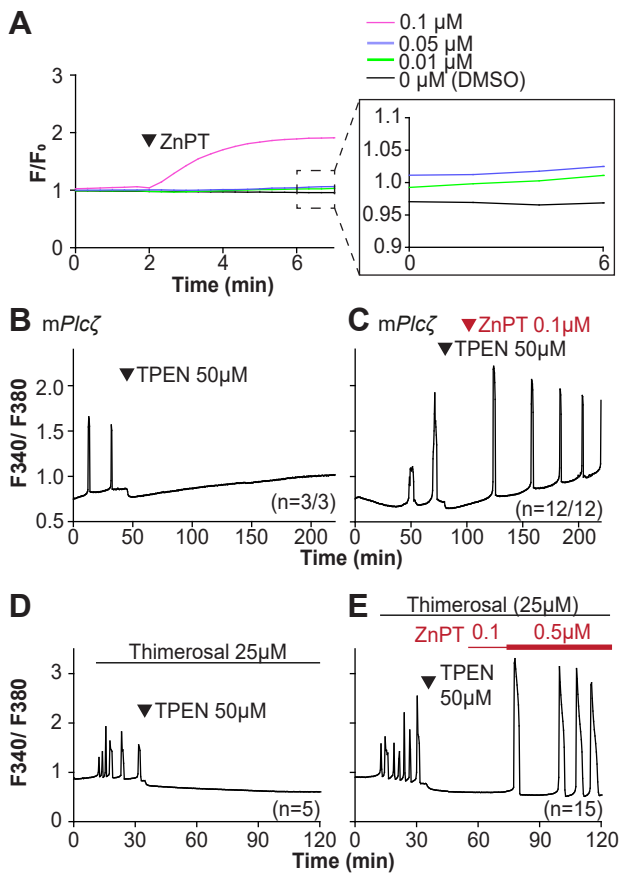 A
0.1 µM
0.05 µM
0.01 µM
0 µM (DMSO)
3
2
1
0
F/F₀
ZnPT
0 2 4 6
Time (min)
1.1
1.05
1.00
0.95
0.9
0 6
B mPlcζ
TPEN 50µM
F340/ F380
2.0
1.5
1.0
0.5
(n=3/3)
0 50 100 150 200
C mPlcζ
ZnPT 0.1µM
TPEN 50µM
(n=12/12)
0 50 100 150 200
Time (min)
D
Thimerosal 25µM
TPEN 50µM
F340/ F380
3
2
1
0
(n=5)
0 30 60 90 120
E
Thimerosal (25µM)
ZnPT 0.1 0.5µM
TPEN
50µM
(n=15)
0 30 60 90 120
Time (min)